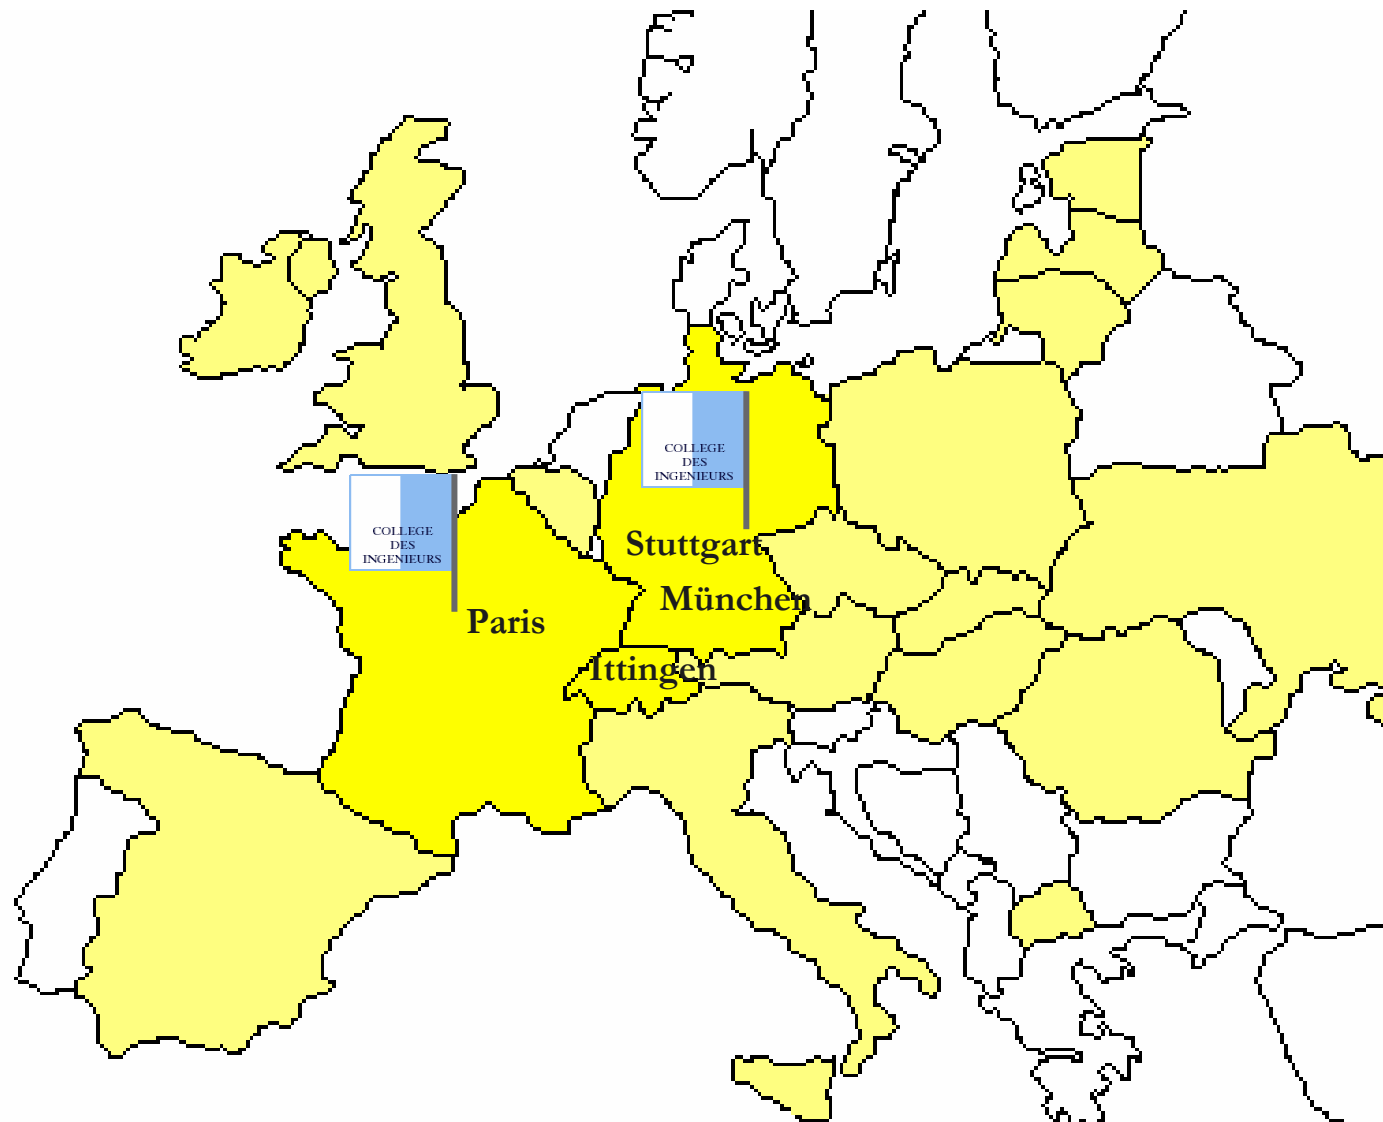 COLLEGE
DES
INGENIEURS
COLLEGE
DES
INGENIEURS
Stuttgart
München
Paris
Ittingen